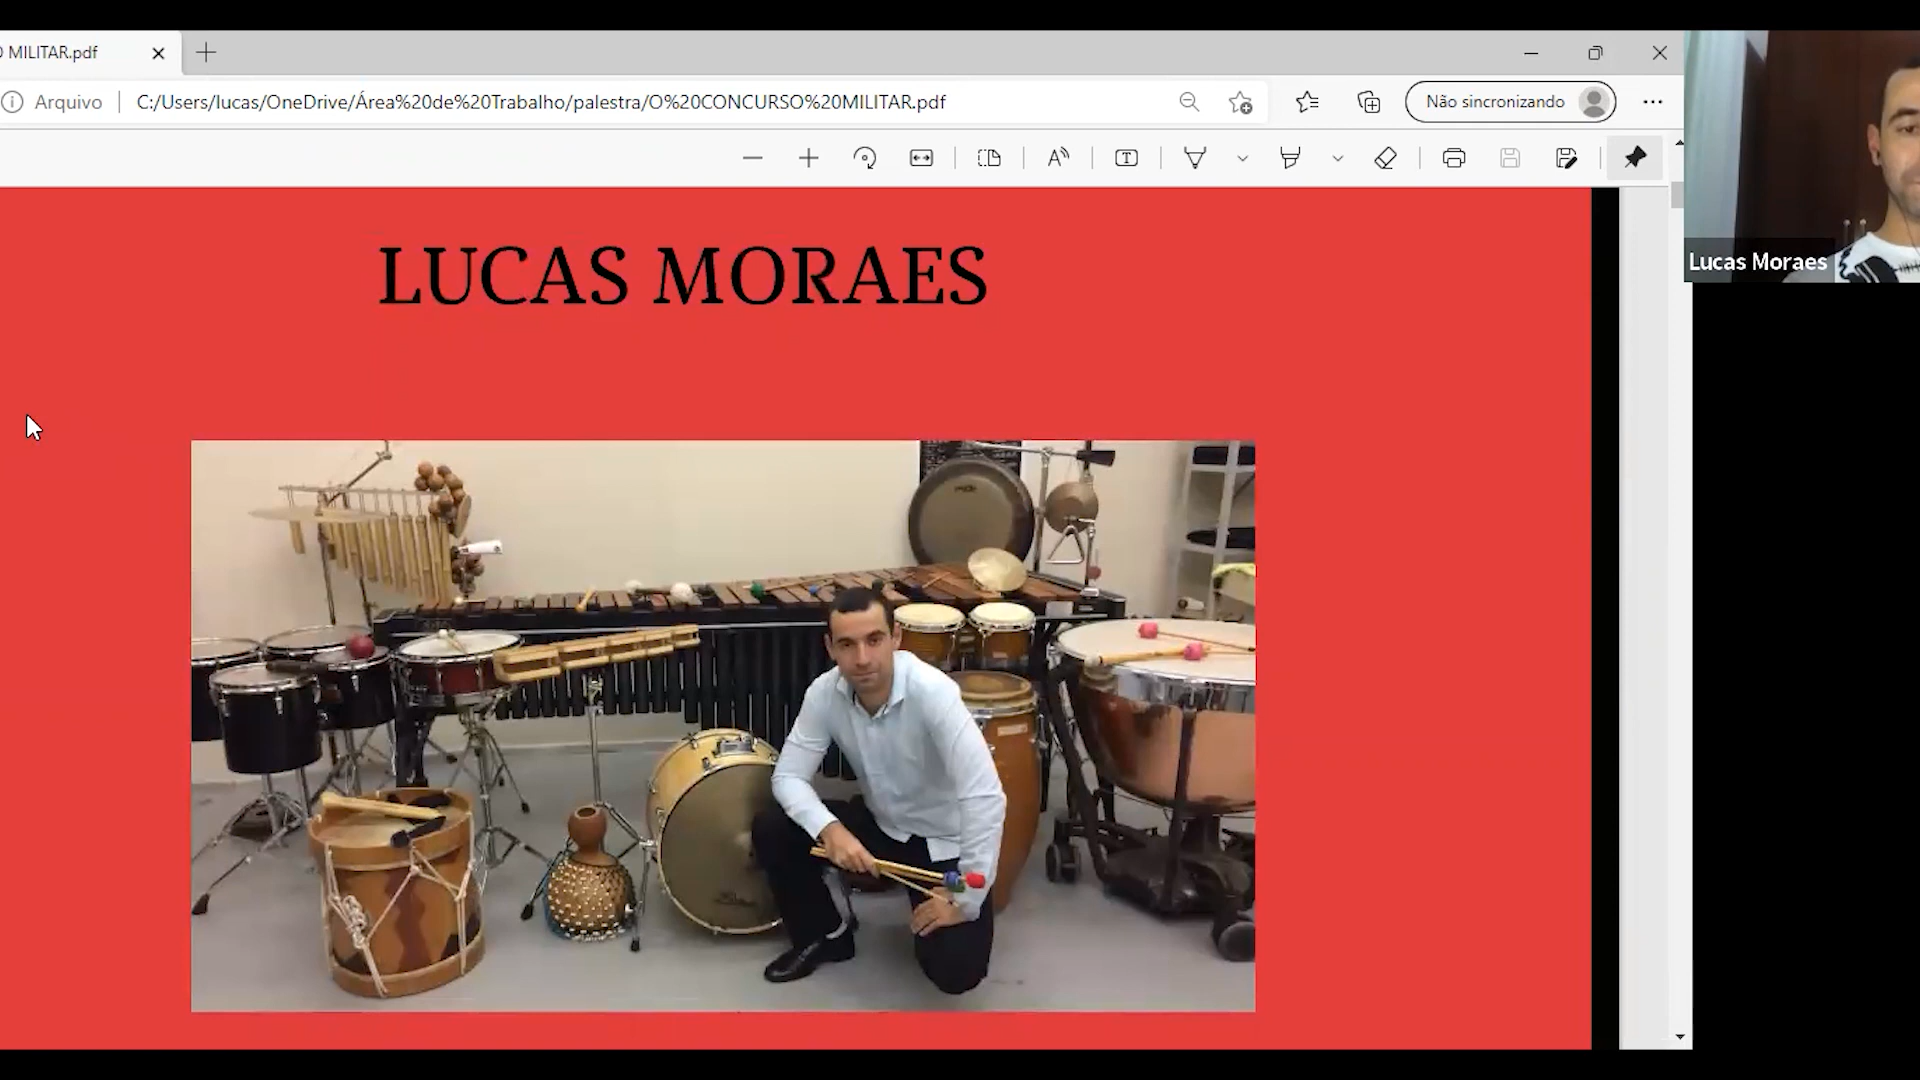 O MILITAR.pdf
Arquivo
C:/Users/lucas/OneDrive/Área%20de%20Trabalho/palestra/O%20CONCURSO%20MILITAR.pdf
Não sincronizando
LUCAS MORAES
Lucas Moraes